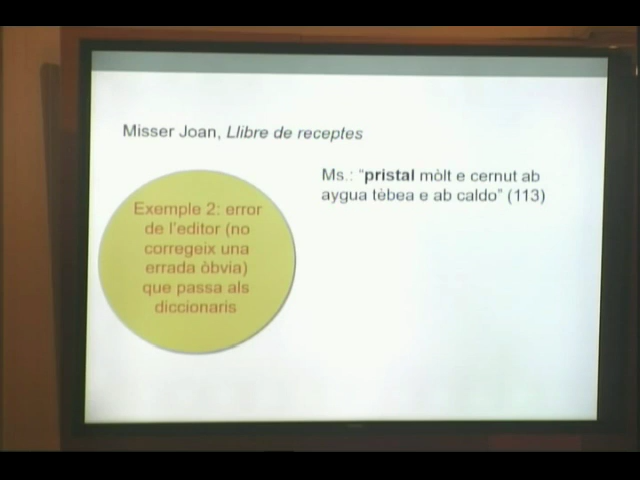 Misser Joan, Llibre de receptes
Ms.: “pristal mòlt e cernut ab
aygua tèbea e ab caldo” (113)
Exemple 2: error
de l’editor (no
corregeix una
errada òbvia)
que passa als
diccionaris